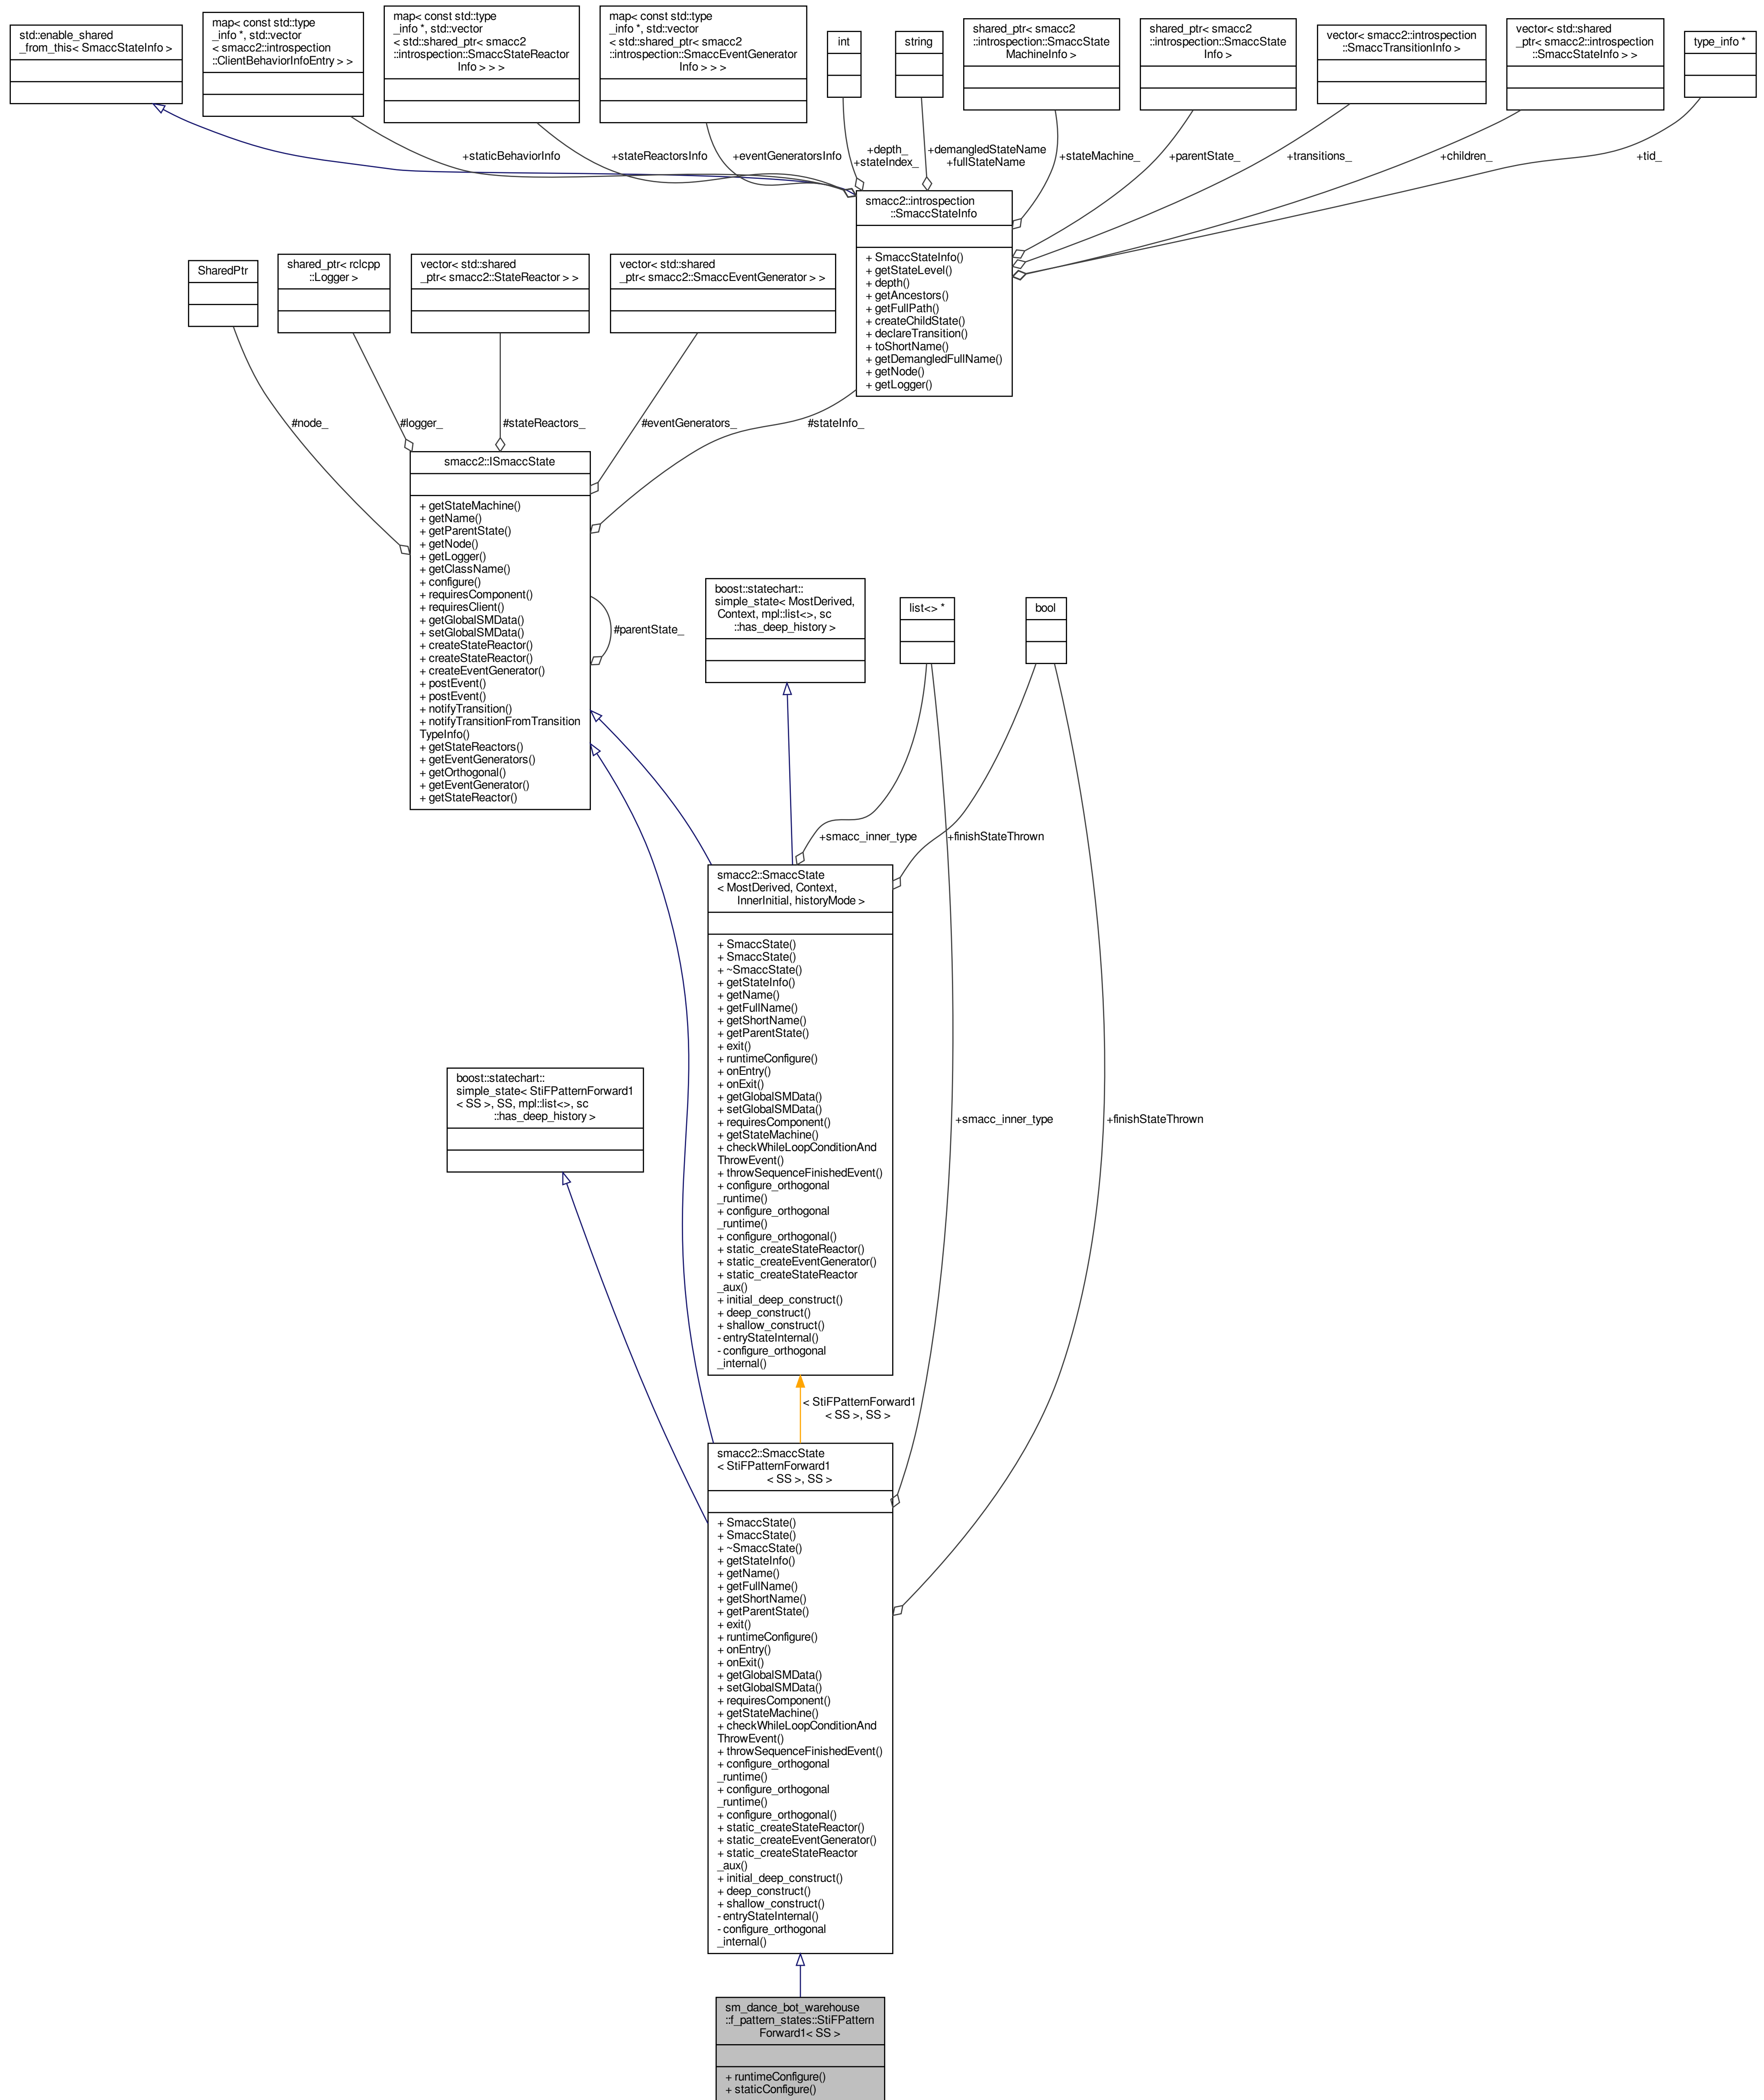 std::enable_shared
_from_this< SmaccStateInfo >
map< const std::type
_info *, std::vector
< smacc2::introspection
::ClientBehaviorInfoEntry > >
map< const std::type
_info *, std::vector
< std::shared_ptr< smacc2
::introspection::SmaccStateReactor
Info > > >
map< const std::type
_info *, std::vector
< std::shared_ptr< smacc2
::introspection::SmaccEventGenerator
Info > > >
int
string
shared_ptr< smacc2
::introspection::SmaccState
MachineInfo >
shared_ptr< smacc2
::introspection::SmaccState
Info >
vector< smacc2::introspection
::SmaccTransitionInfo >
vector< std::shared
_ptr< smacc2::introspection
::SmaccStateInfo > >
type_info *
+staticBehaviorInfo
+stateReactorsInfo
+eventGeneratorsInfo
+depth_
+stateIndex_
+demangledStateName
+fullStateName
+stateMachine_
+parentState_
+transitions_
+children_
+tid_
smacc2::introspection
::SmaccStateInfo
+ SmaccStateInfo()
+ getStateLevel()
+ depth()
+ getAncestors()
+ getFullPath()
+ createChildState()
+ declareTransition()
+ toShortName()
+ getDemangledFullName()
+ getNode()
+ getLogger()
SharedPtr
shared_ptr< rclcpp
::Logger >
vector< std::shared
_ptr< smacc2::StateReactor > >
vector< std::shared
_ptr< smacc2::SmaccEventGenerator > >
#node_
#logger_
#stateReactors_
#eventGenerators_
#stateInfo_
smacc2::ISmaccState
+ getStateMachine()
+ getName()
+ getParentState()
+ getNode()
+ getLogger()
+ getClassName()
+ configure()
+ requiresComponent()
+ requiresClient()
+ getGlobalSMData()
+ setGlobalSMData()
+ createStateReactor()
+ createStateReactor()
+ createEventGenerator()
+ postEvent()
+ postEvent()
+ notifyTransition()
+ notifyTransitionFromTransition
TypeInfo()
+ getStateReactors()
+ getEventGenerators()
+ getOrthogonal()
+ getEventGenerator()
+ getStateReactor()
#parentState_
boost::statechart::
simple_state< MostDerived,
Context, mpl::list<>, sc
::has_deep_history >
list<> *
bool
+smacc_inner_type
+finishStateThrown
smacc2::SmaccState
< MostDerived, Context,
InnerInitial, historyMode >
+ SmaccState()
+ SmaccState()
+ ~SmaccState()
+ getStateInfo()
+ getName()
+ getFullName()
+ getShortName()
+ getParentState()
+ exit()
+ runtimeConfigure()
+ onEntry()
+ onExit()
+ getGlobalSMData()
+ setGlobalSMData()
+ requiresComponent()
+ getStateMachine()
+ checkWhileLoopConditionAnd
ThrowEvent()
+ throwSequenceFinishedEvent()
+ configure_orthogonal
_runtime()
+ configure_orthogonal
_runtime()
+ configure_orthogonal()
+ static_createStateReactor()
+ static_createEventGenerator()
+ static_createStateReactor
_aux()
+ initial_deep_construct()
+ deep_construct()
+ shallow_construct()
- entryStateInternal()
- configure_orthogonal
_internal()
boost::statechart::
simple_state< StiFPatternForward1
< SS >, SS, mpl::list<>, sc
::has_deep_history >
+smacc_inner_type
+finishStateThrown
< StiFPatternForward1
< SS >, SS >
smacc2::SmaccState
< StiFPatternForward1
< SS >, SS >
+ SmaccState()
+ SmaccState()
+ ~SmaccState()
+ getStateInfo()
+ getName()
+ getFullName()
+ getShortName()
+ getParentState()
+ exit()
+ runtimeConfigure()
+ onEntry()
+ onExit()
+ getGlobalSMData()
+ setGlobalSMData()
+ requiresComponent()
+ getStateMachine()
+ checkWhileLoopConditionAnd
ThrowEvent()
+ throwSequenceFinishedEvent()
+ configure_orthogonal
_runtime()
+ configure_orthogonal
_runtime()
+ configure_orthogonal()
+ static_createStateReactor()
+ static_createEventGenerator()
+ static_createStateReactor
_aux()
+ initial_deep_construct()
+ deep_construct()
+ shallow_construct()
- entryStateInternal()
- configure_orthogonal
_internal()
sm_dance_bot_warehouse
::f_pattern_states::StiFPattern
Forward1< SS >
+ runtimeConfigure()
+ staticConfigure()